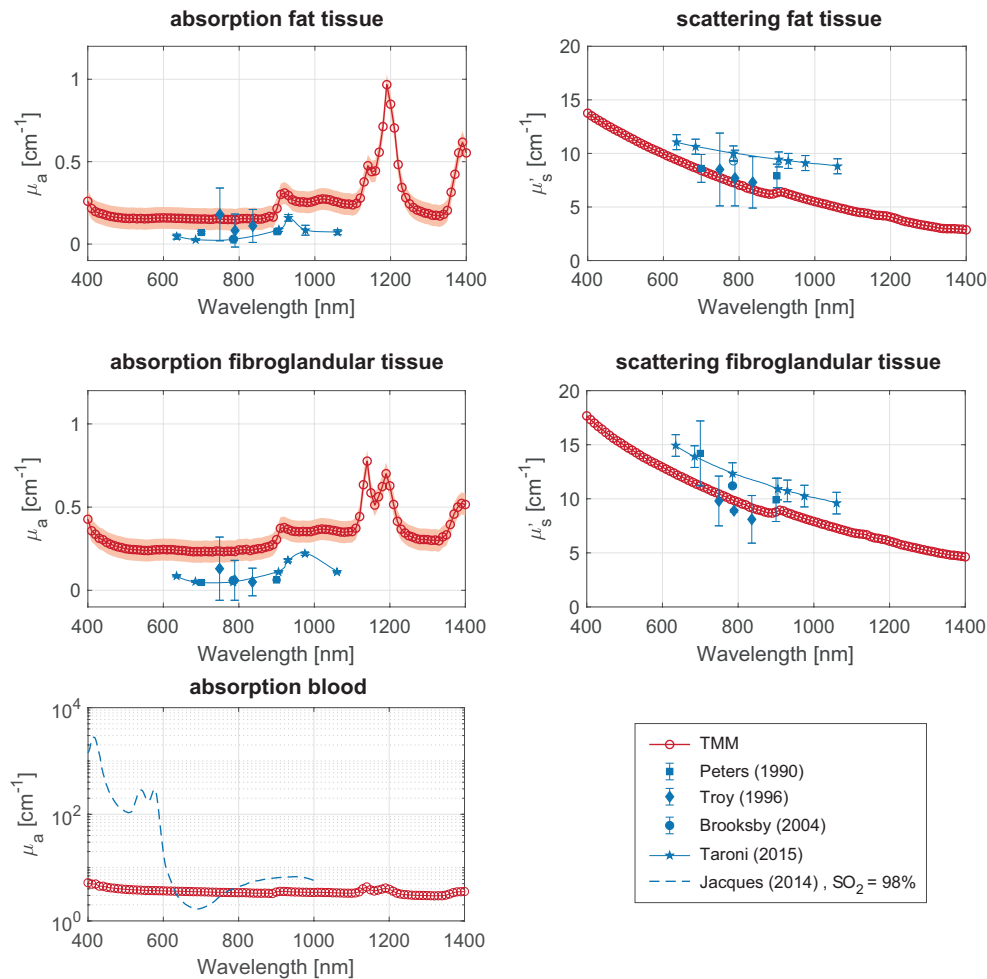 absorption fat tissue
μa [cm-1]
1
0.5
0
400 600 800 1000 1200 1400
Wavelength [nm]
scattering fat tissue
μs' [cm-1]
20
15
10
5
0
400 600 800 1000 1200 1400
Wavelength [nm]
absorption fibroglandular tissue
μa [cm-1]
1
0.5
0
400 600 800 1000 1200 1400
Wavelength [nm]
scattering fibroglandular tissue
μs' [cm-1]
20
15
10
5
0
400 600 800 1000 1200 1400
Wavelength [nm]
absorption blood
μa [cm-1]
10^4
10^2
10^0
400 600 800 1000 1200 1400
Wavelength [nm]
TMM
Peters (1990)
Troy (1996)
Brooksby (2004)
Taroni (2015)
Jacques (2014) , SO2 = 98%